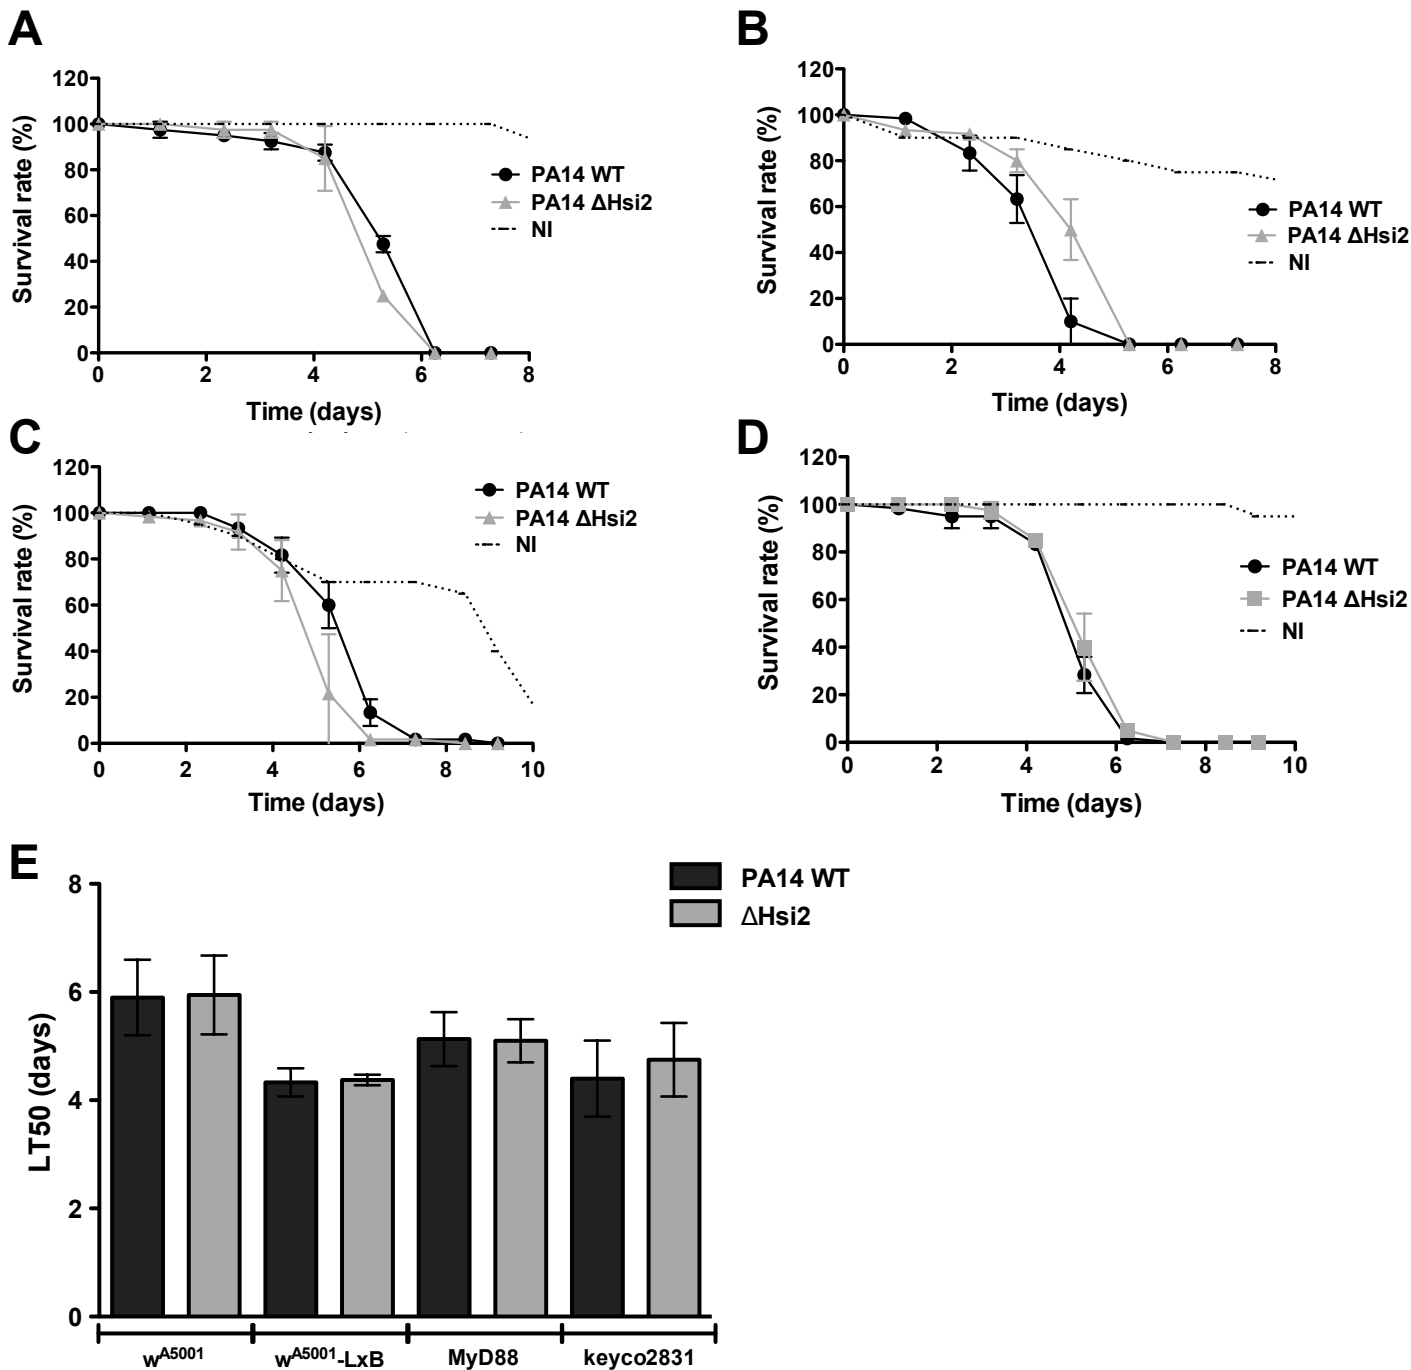 A
120
100
80
60
40
20
0
Survival rate (%)
0 2 4 6 8
Time (days)
PA14 WT
PA14 ΔHsi2
NI
B
120
100
80
60
40
20
0
Survival rate (%)
0 2 4 6 8
Time (days)
PA14 WT
PA14 ΔHsi2
NI
C
120
100
80
60
40
20
0
Survival rate (%)
0 2 4 6 8 10
Time (days)
PA14 WT
PA14 ΔHsi2
NI
D
120
100
80
60
40
20
0
Survival rate (%)
0 2 4 6 8 10
Time (days)
PA14 WT
PA14 ΔHsi2
NI
E
8
6
4
2
0
LT50 (days)
PA14 WT
ΔHsi2
wA5001 wA5001-LxB MyD88 keyco2831